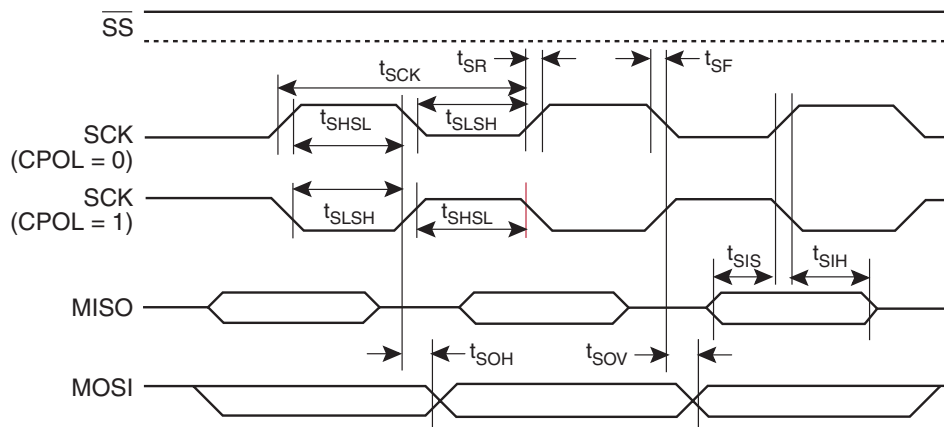 SS
tSCK
tSR
tSF
SCK
(CPOL = 0)
tSHSL
tSLSH
SCK
(CPOL = 1)
tSLSH
tSHSL
tSIS
tSIH
MISO
tSOH
tSOV
MOSI